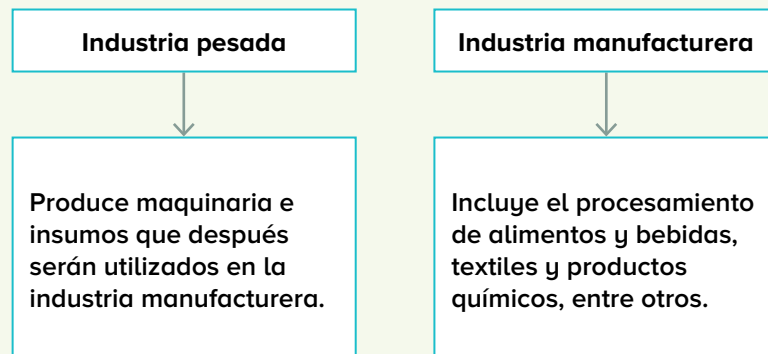 Industria pesada
Produce maquinaria e
insumos que después
serán utilizados en la
industria manufacturera.
Industria manufacturera
Incluye el procesamiento
de alimentos y bebidas,
textiles y productos
químicos, entre otros.